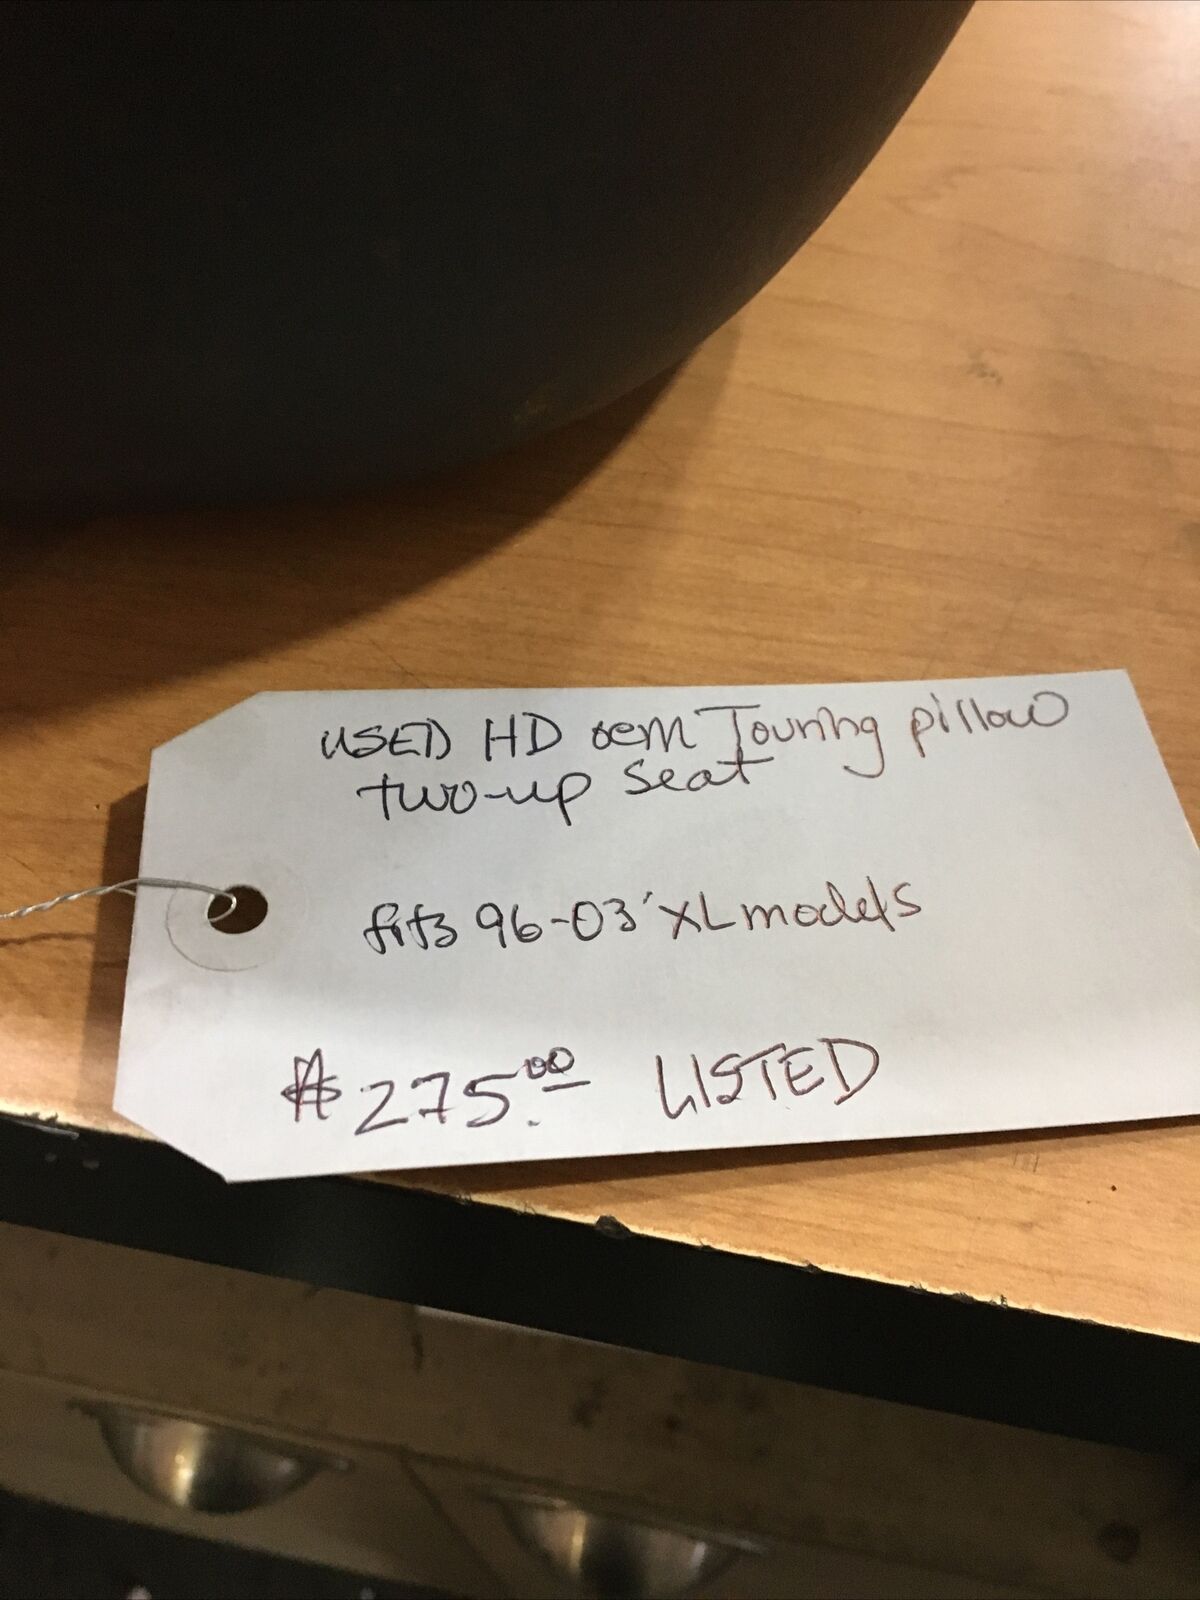 USED HD oem Touring pillow
two-up Seat
fits 96-03' XL models
$275.00 LISTED